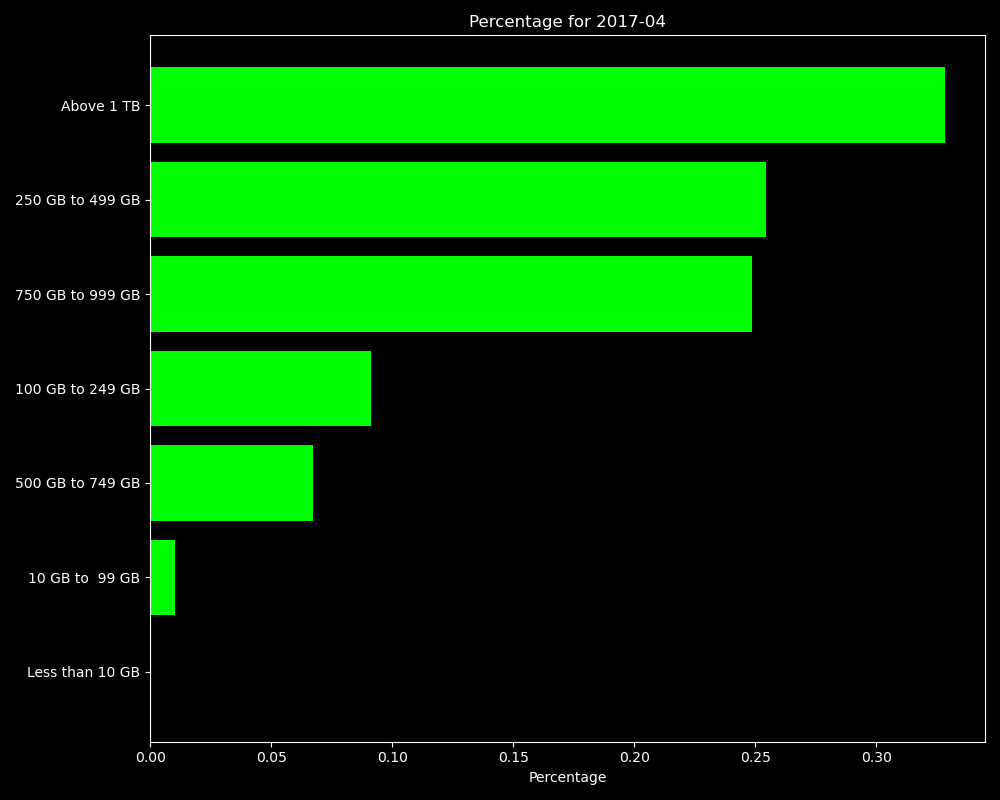 Percentage for 2017-04
Above 1 TB
250 GB to 499 GB
750 GB to 999 GB
100 GB to 249 GB
500 GB to 749 GB
10 GB to  99 GB
Less than 10 GB
0.00 0.05 0.10 0.15 0.20 0.25 0.30
Percentage